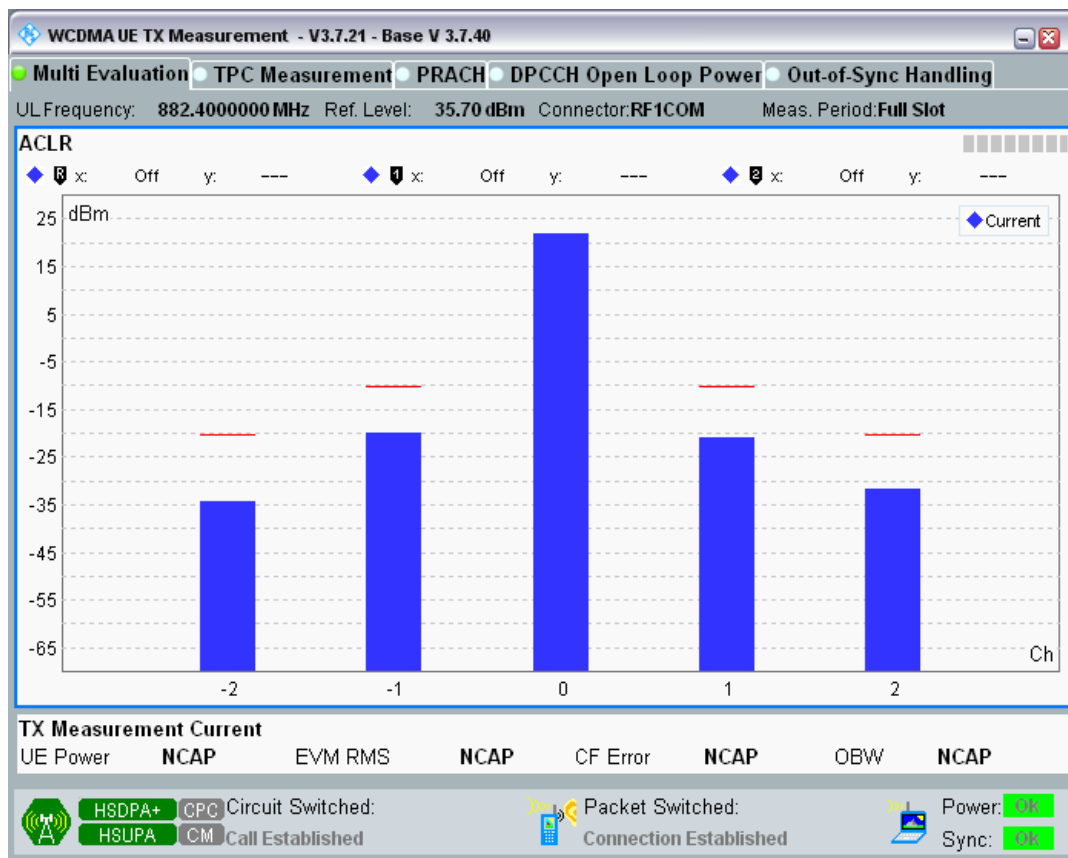 WCDMA UE TX Measurement - V3.7.21 - Base V 3.7.40
Multi Evaluation TPC Measurement PRACH DPCCH Open Loop Power Out-of-Sync Handling
UL Frequency: 882.4000000 MHz Ref. Level: 35.70 dBm Connector:RF1COM Meas. Period:Full Slot
ACLR
R x: Off y: --- 1 x: Off y: --- 2 x: Off y: ---
dBm
Current
25
15
5
-5
-15
-25
-35
-45
-55
-65
Ch
-2 -1 0 1 2
TX Measurement Current
UE Power NCAP EVM RMS NCAP CF Error NCAP OBW NCAP
HSDPA+ CPC Circuit Switched: Packet Switched: Power: OK
HSUPA CM Call Established Connection Established Sync: OK